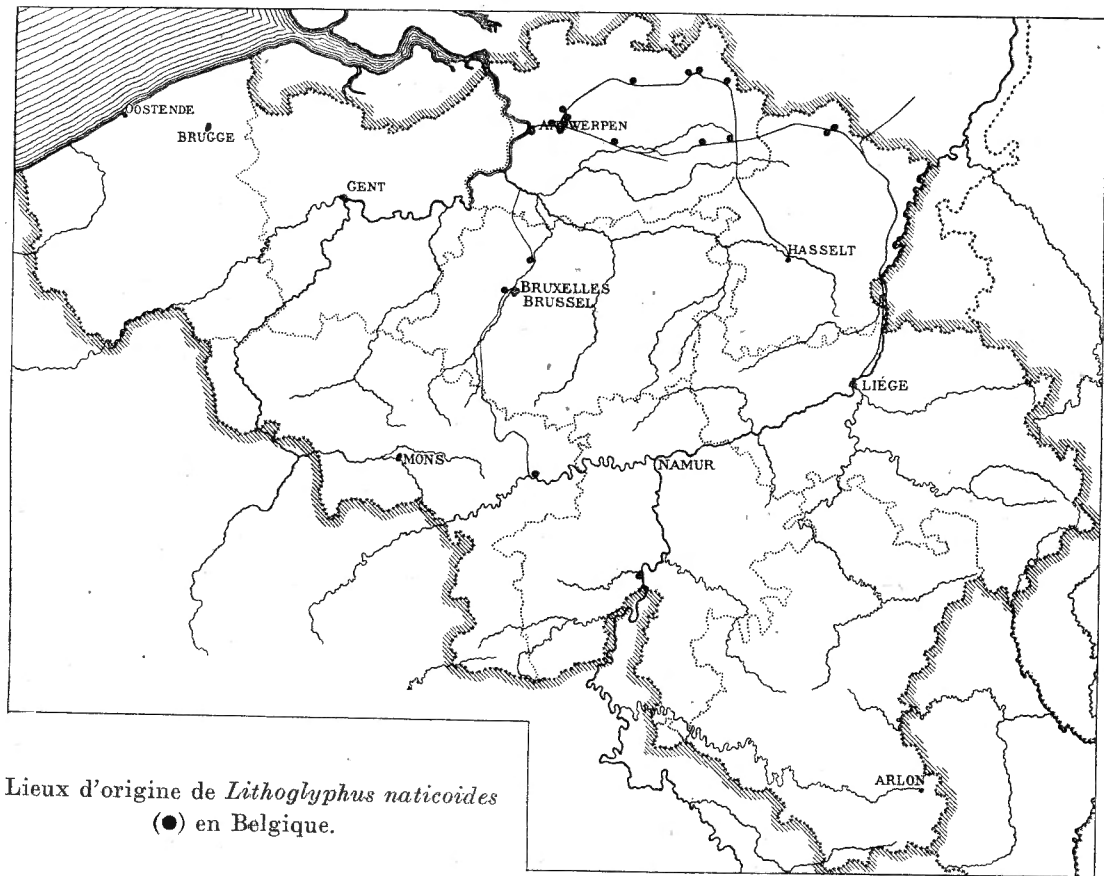 OOSTENDE
BRUGGE
ANTWERPEN
GENT
HASSELT
BRUXELLES
BRUSSEL
LIÉGE
MONS
NAMUR
ARLON
Lieux d'origine de Lithoglyphus naticoides
(●) en Belgique.